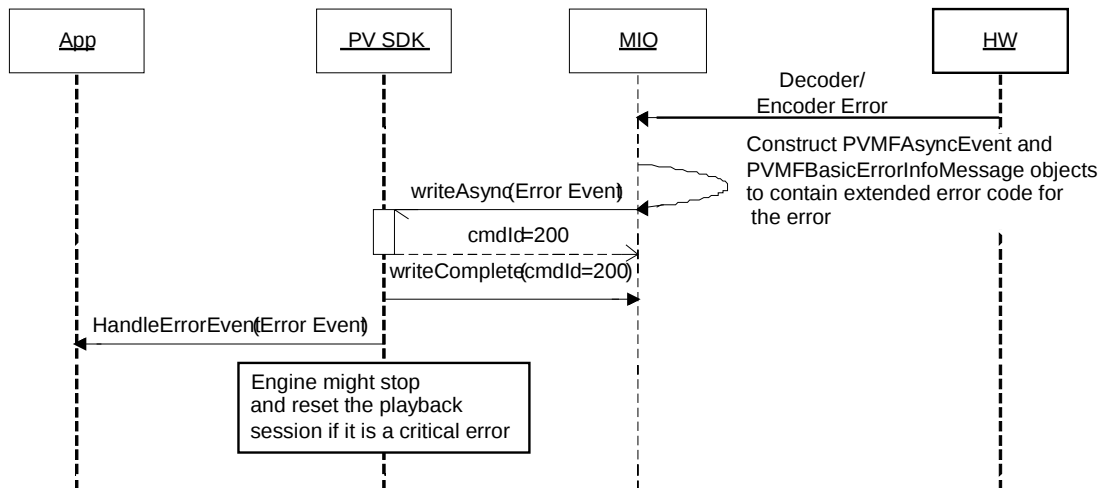 App
PV SDK
MIO
HW
Decoder/
Encoder Error
Construct PVMFAsyncEvent and
PVMFBasicErrorInfoMessage objects
to contain extended error code for
the error
writeAsync(Error Event)
cmdId=200
writeComplete(cmdId=200)
HandleErrorEvent(Error Event)
Engine might stop
and reset the playback
session if it is a critical error